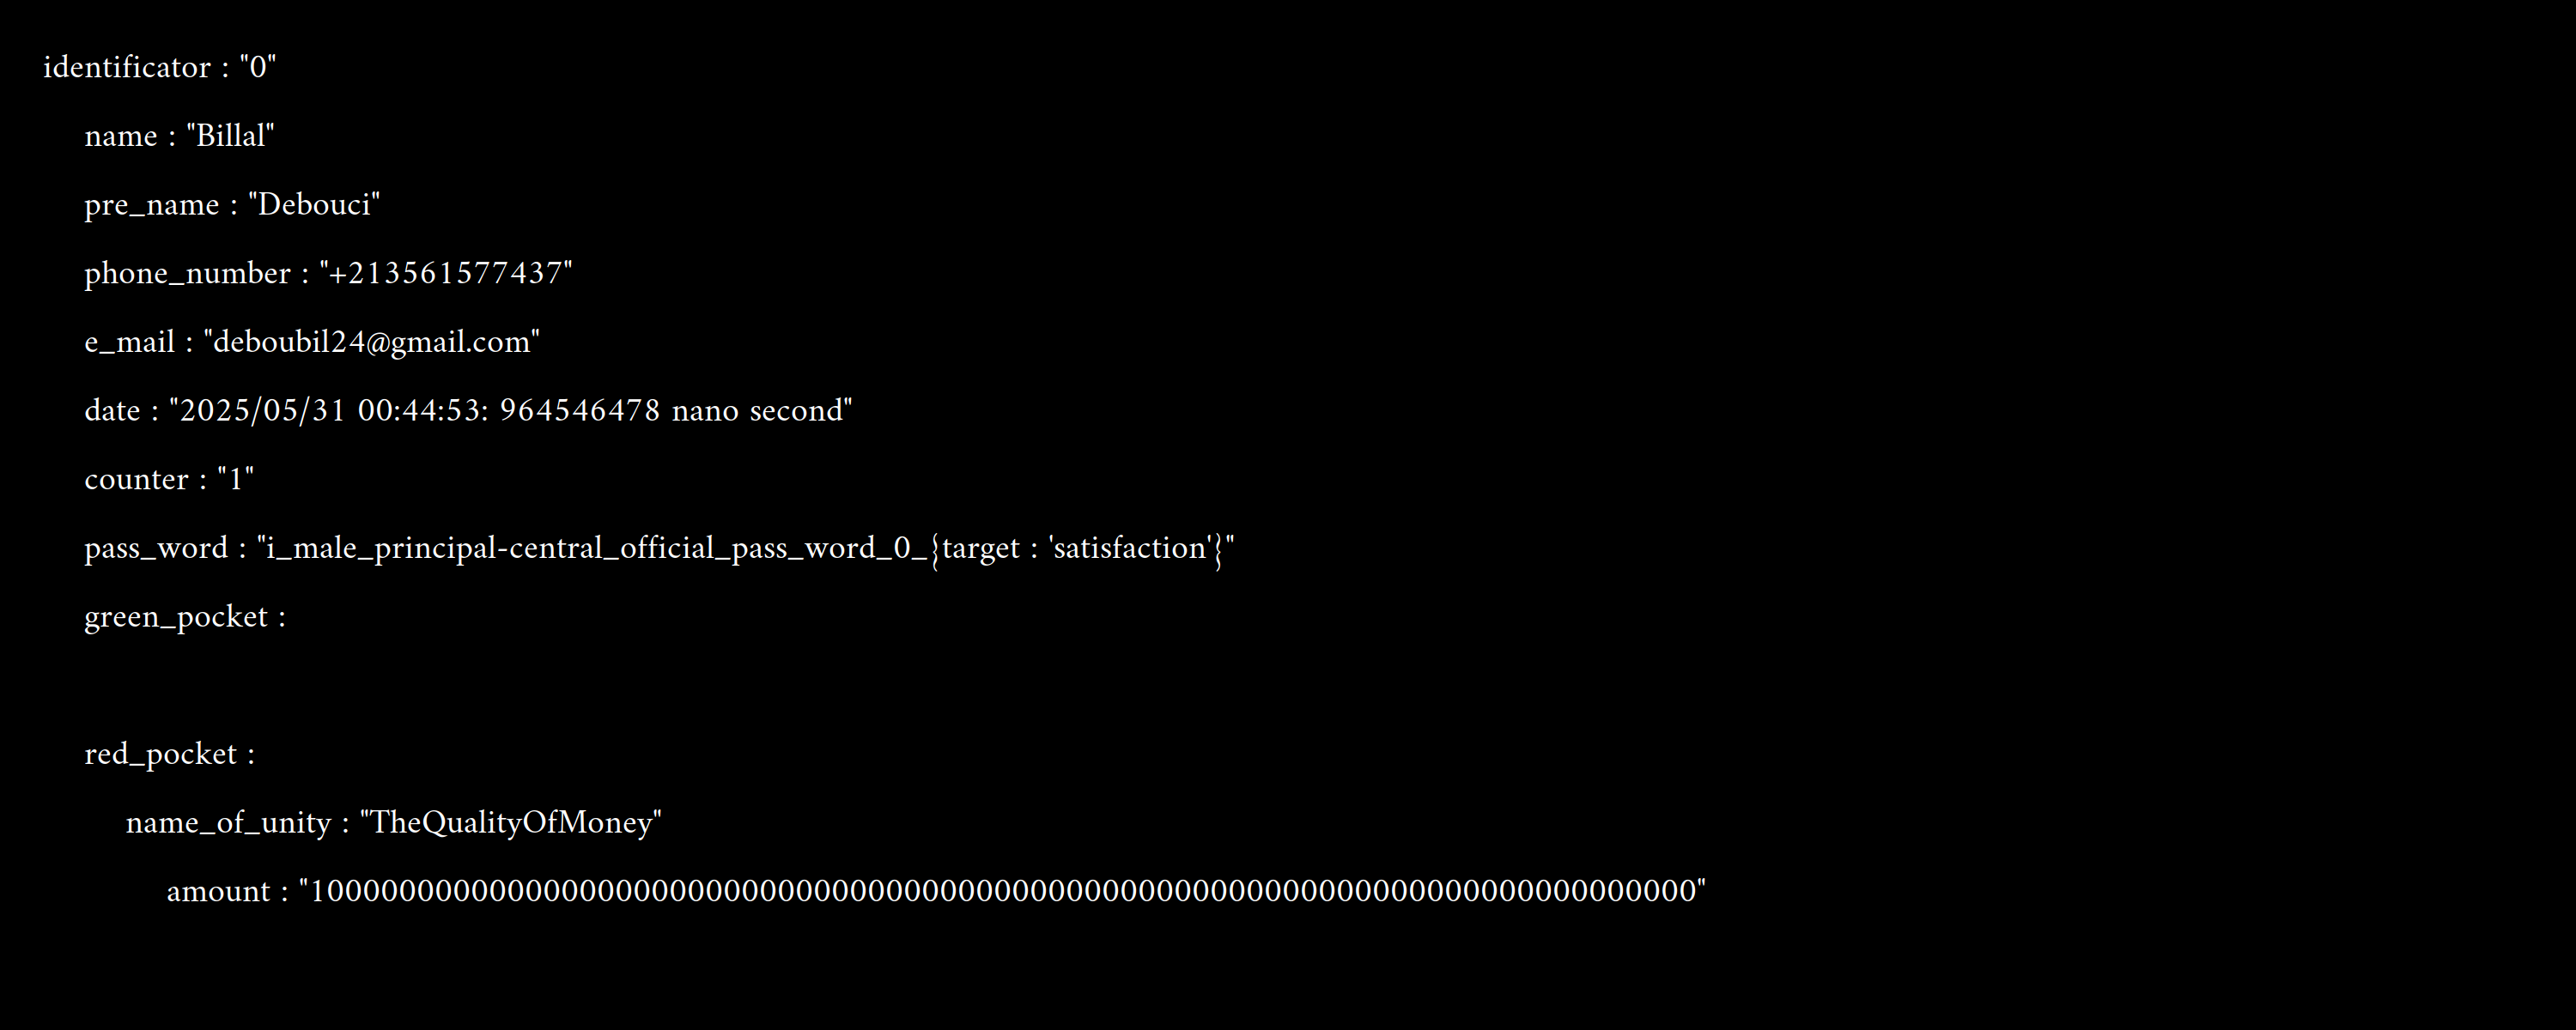 identificator : "0"
name : "Billal"
pre_name : "Debouci"
phone_number : "+213561577437"
e_mail : "deboubil24@gmail.com"
date : "2025/05/31 00:44:53: 964546478 nano second"
counter : "1"
pass_word : "i_male_principal-central_official_pass_word_0_{target : 'satisfaction'}"
green_pocket :
red_pocket :
name_of_unity : "TheQualityOfMoney"
amount : "10000000000000000000000000000000000000000000000000000000000000000000000000000"